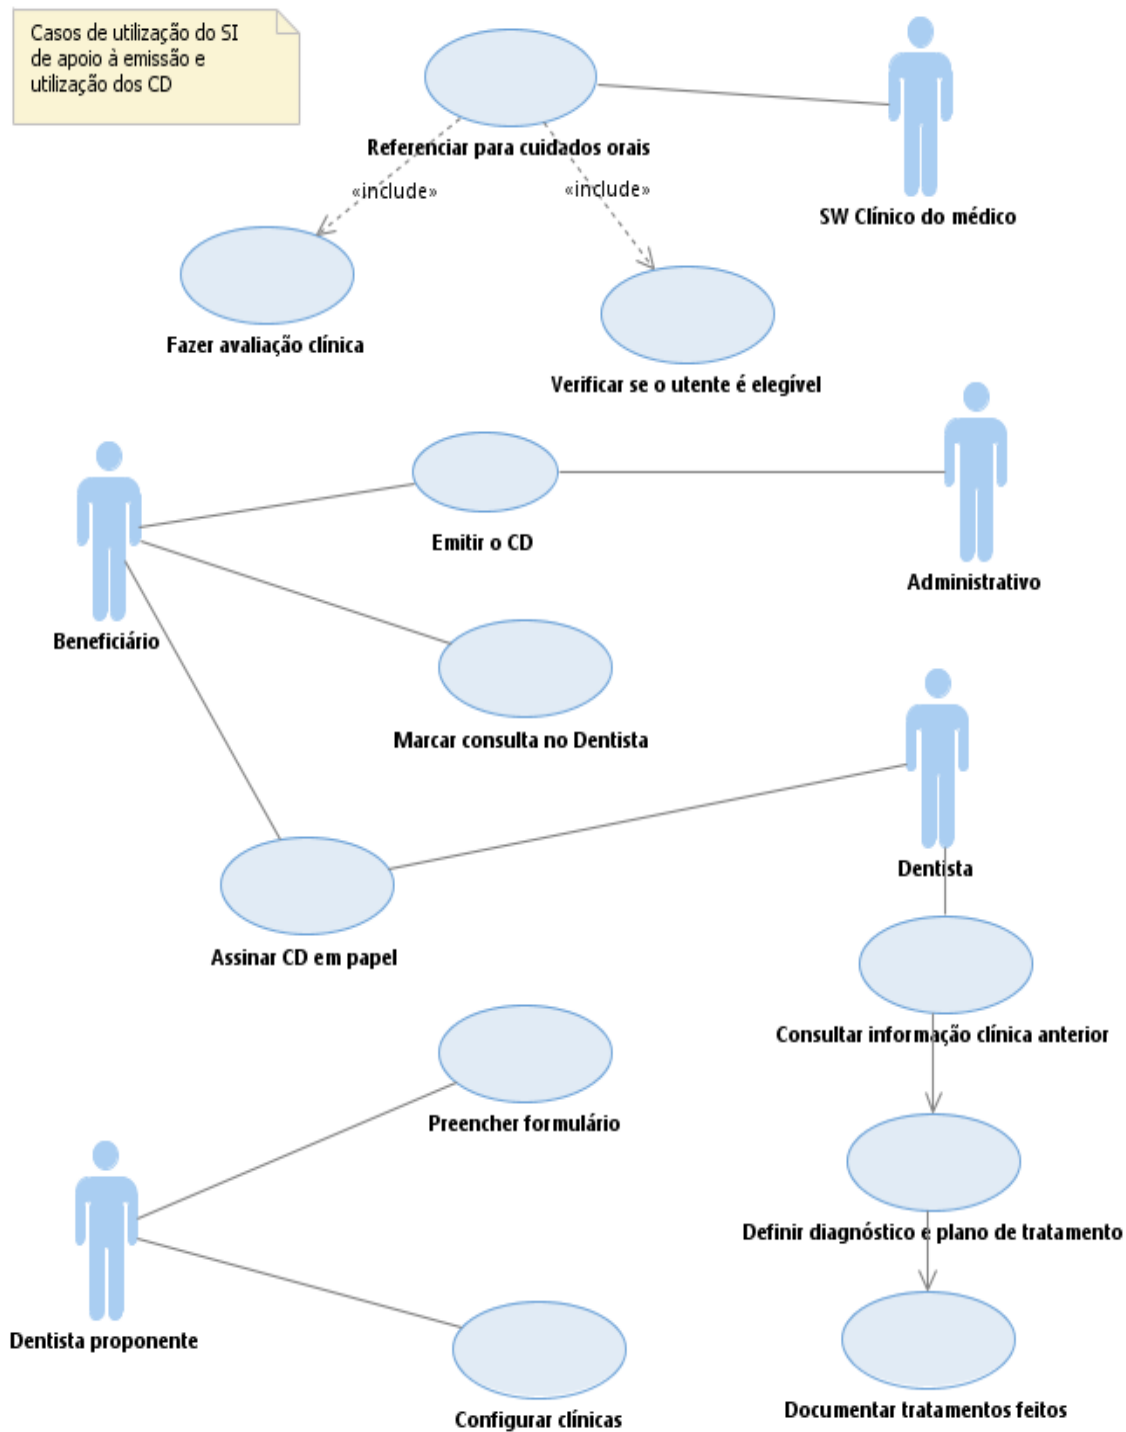 Casos de utilização do SI
de apoio à emissão e
utilização dos CD
Referenciar para cuidados orais
«include»
«include»
SW Clínico do médico
Fazer avaliação clínica
Verificar se o utente é elegível
Emitir o CD
Administrativo
Beneficiário
Marcar consulta no Dentista
Dentista
Assinar CD em papel
Consultar informação clínica anterior
Preencher formulário
Definir diagnóstico e plano de tratamento
Dentista proponente
Configurar clínicas
Documentar tratamentos feitos